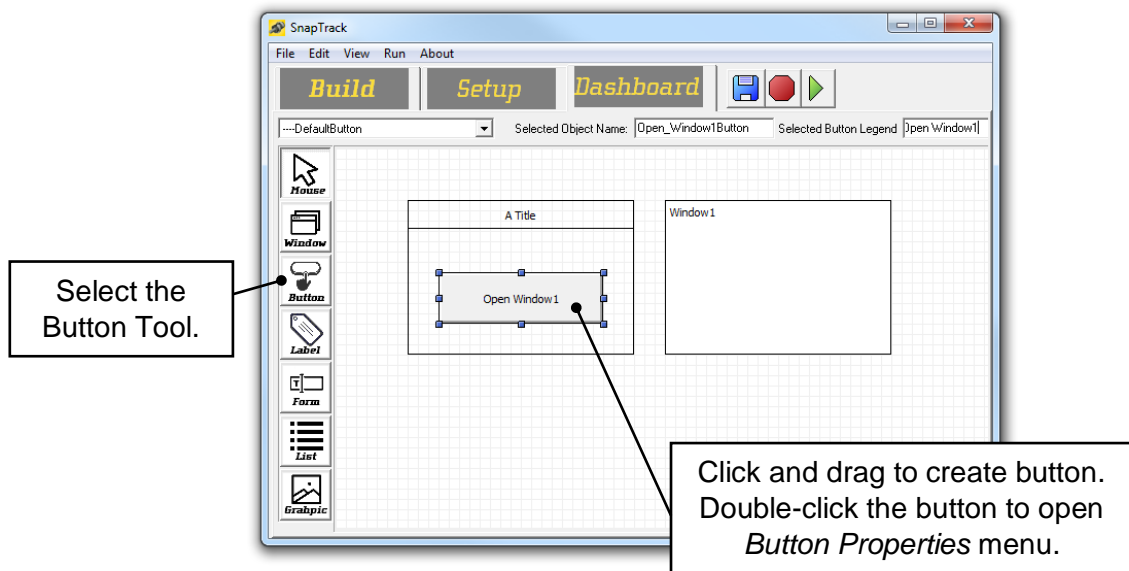 SnapTrack
File Edit View Run About
Build Setup Dashboard
----DefaultButton Selected Object Name: Open_Window1Button Selected Button Legend Open Window1
Mouse
Window
Button
Label
T
Form
List
Grahpic
A Title
Open Window1
Window1
Select the
Button Tool.
Click and drag to create button.
Double-click the button to open
Button Properties menu.